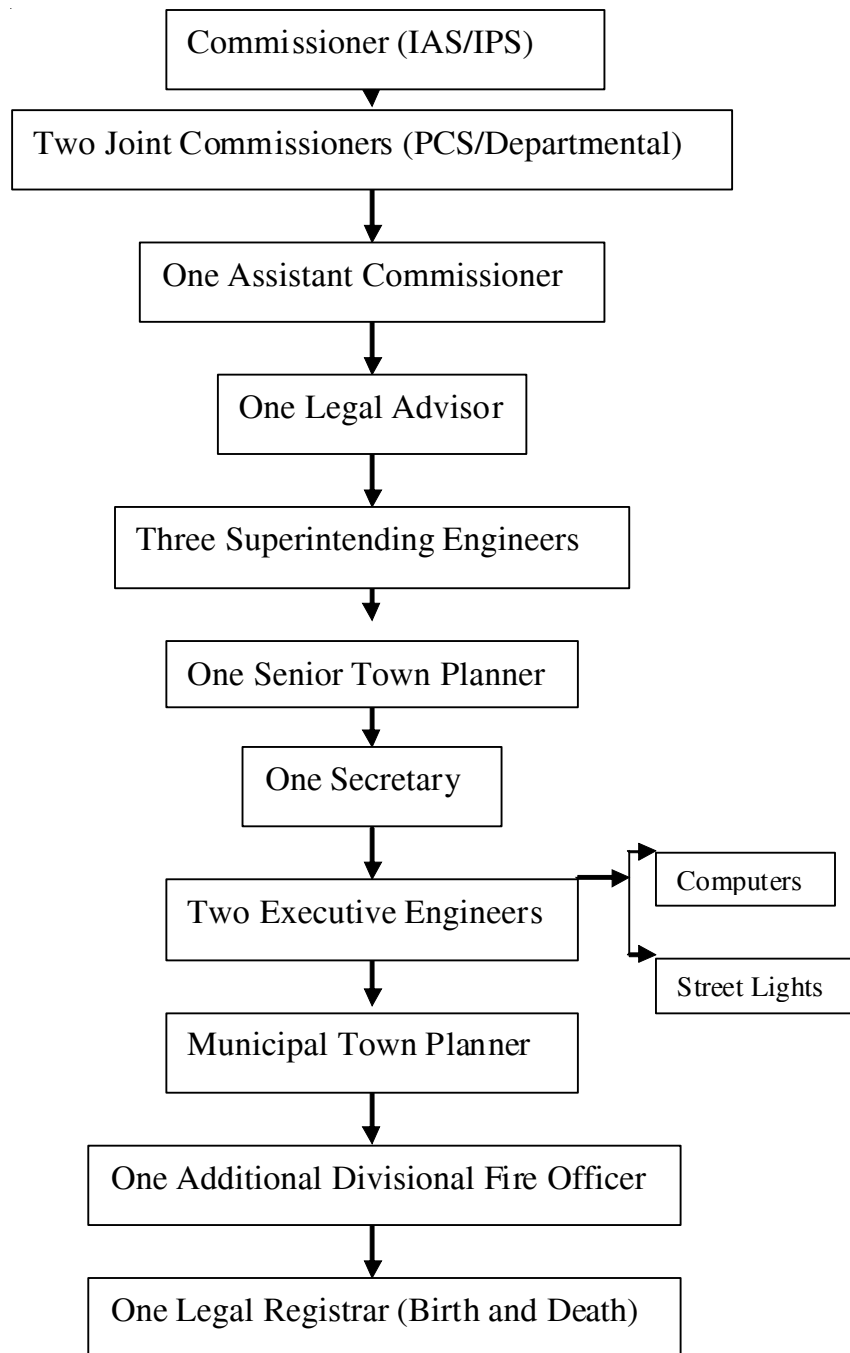 Commissioner (IAS/IPS)
Two Joint Commissioners (PCS/Departmental)
One Assistant Commissioner
One Legal Advisor
Three Superintending Engineers
One Senior Town Planner
One Secretary
Two Executive Engineers
Computers
Street Lights
Municipal Town Planner
One Additional Divisional Fire Officer
One Legal Registrar (Birth and Death)